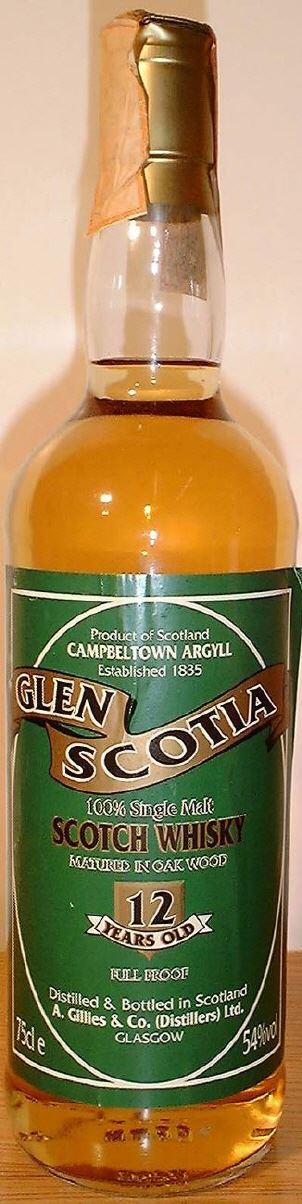 Product of Scotland
CAMPBELTOWN ARGYLL
Established 1835
GLEN
SCOTIA
100% Single Malt
SCOTCH WHISKY
MATURED IN OAK WOOD
12
YEARS OLD
FULL PROOF
Distilled & Bottled in Scotland
A. Gillies & Co. (Distillers) Ltd.
GLASGOW
75cl e
54%vol